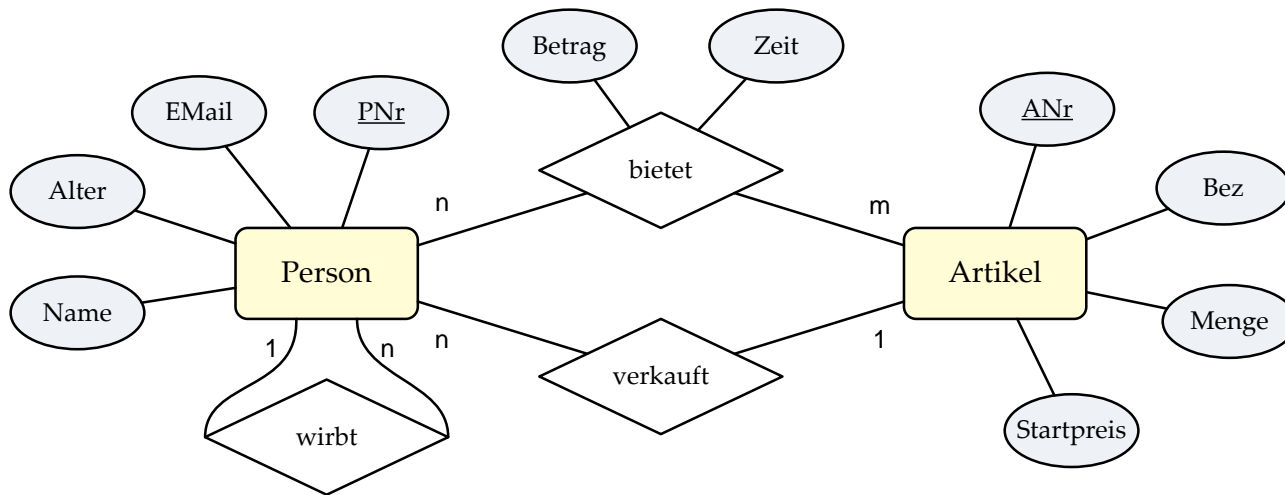 Betrag
Zeit
EMail
PNr
ANr
Alter
bietet
Bez
n
m
Person
Artikel
Name
Menge
1
n
n
1
verkauft
Startpreis
wirbt